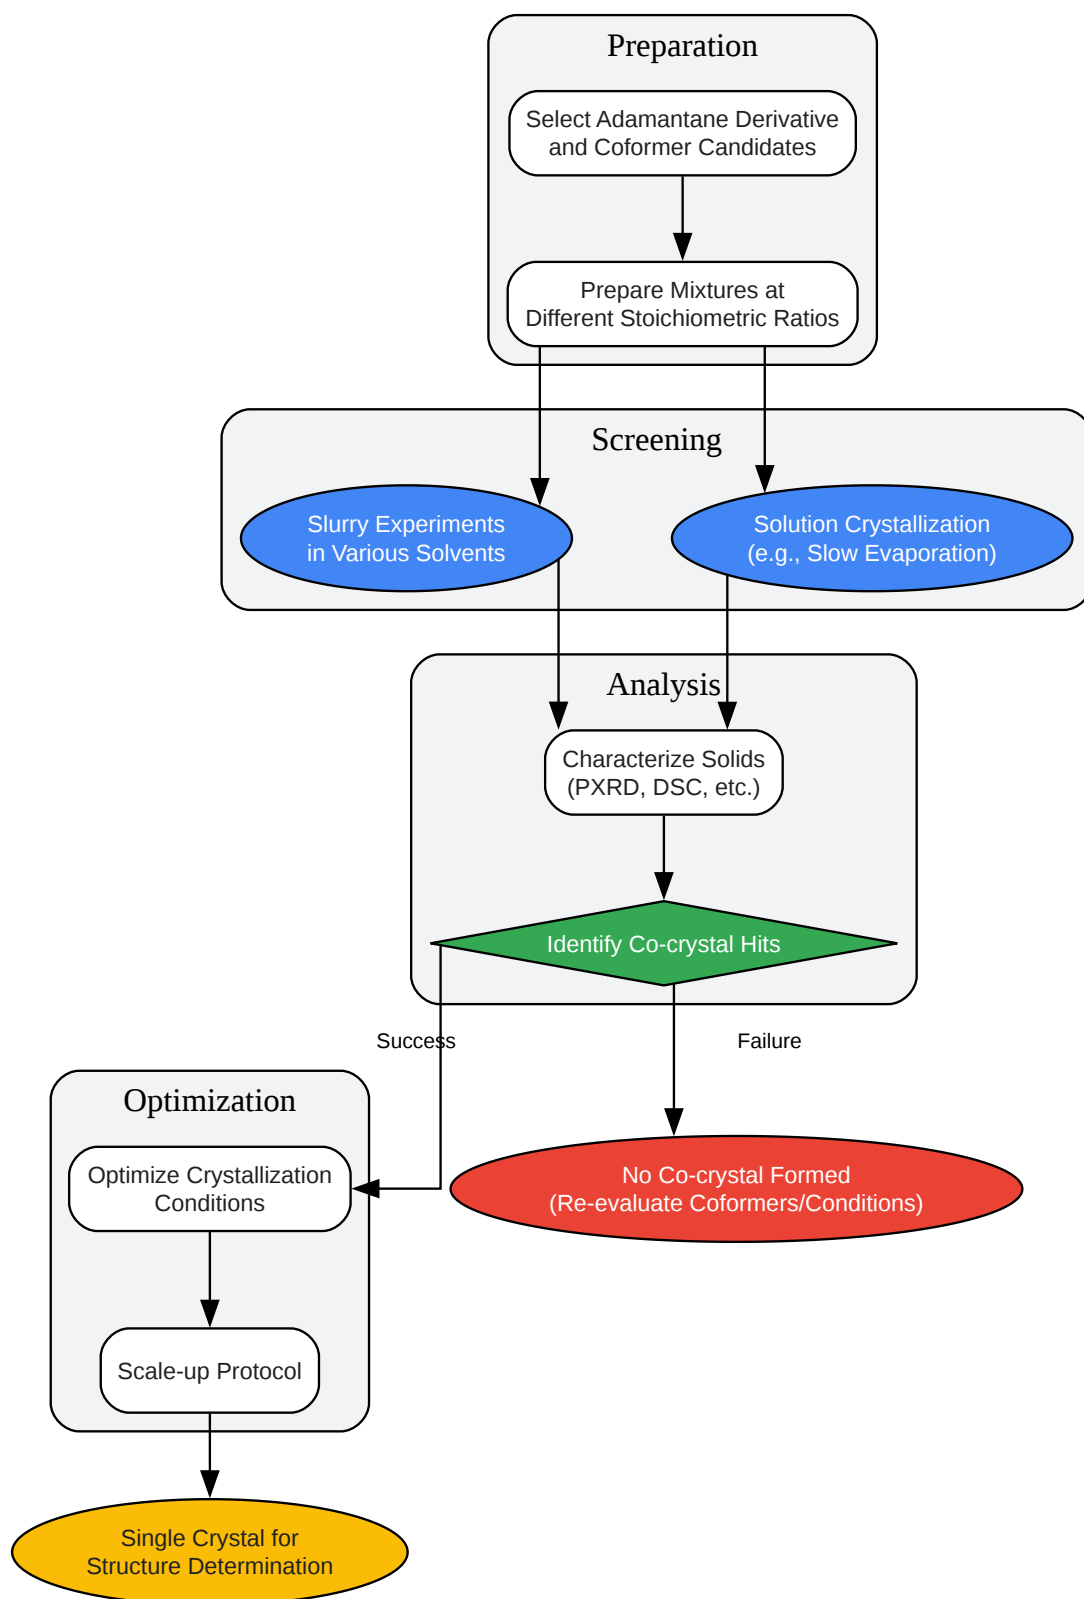 Preparation
Select Adamantane Derivative
and Coformer Candidates
Prepare Mixtures at
Different Stoichiometric Ratios
Screening
Slurry Experiments
in Various Solvents
Solution Crystallization
(e.g., Slow Evaporation)
Analysis
Characterize Solids
(PXRD, DSC, etc.)
Identify Co-crystal Hits
Success
Failure
Optimization
Optimize Crystallization
Conditions
No Co-crystal Formed
(Re-evaluate Coformers/Conditions)
Scale-up Protocol
Single Crystal for
Structure Determination